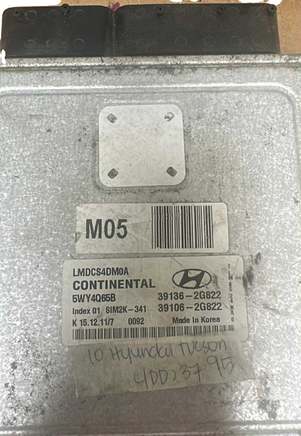 M05
LMDCS4DM0A
CONTINENTAL
5WY4Q65B 39136-2G822
Index 01 SIM2K-341 39106-2G822
K 15.12.11/7 0092 Made In Korea
10 Hyundai Tucson